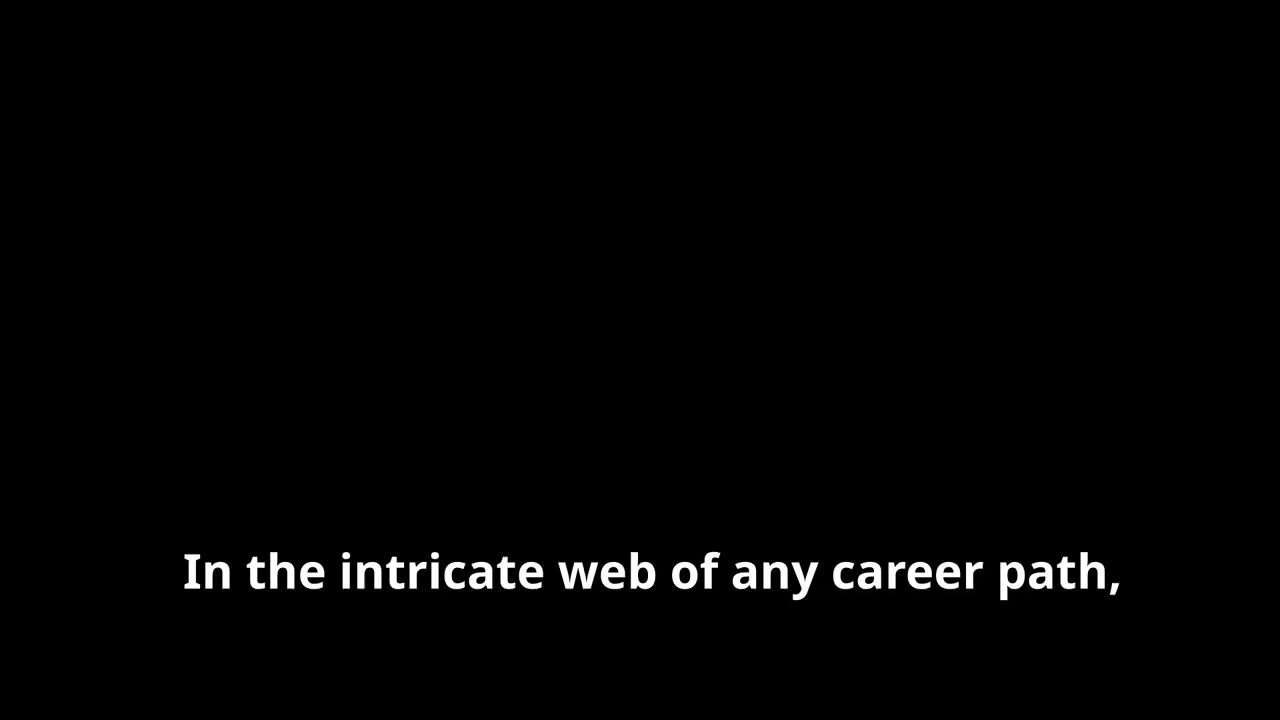 In the intricate web of any career path,